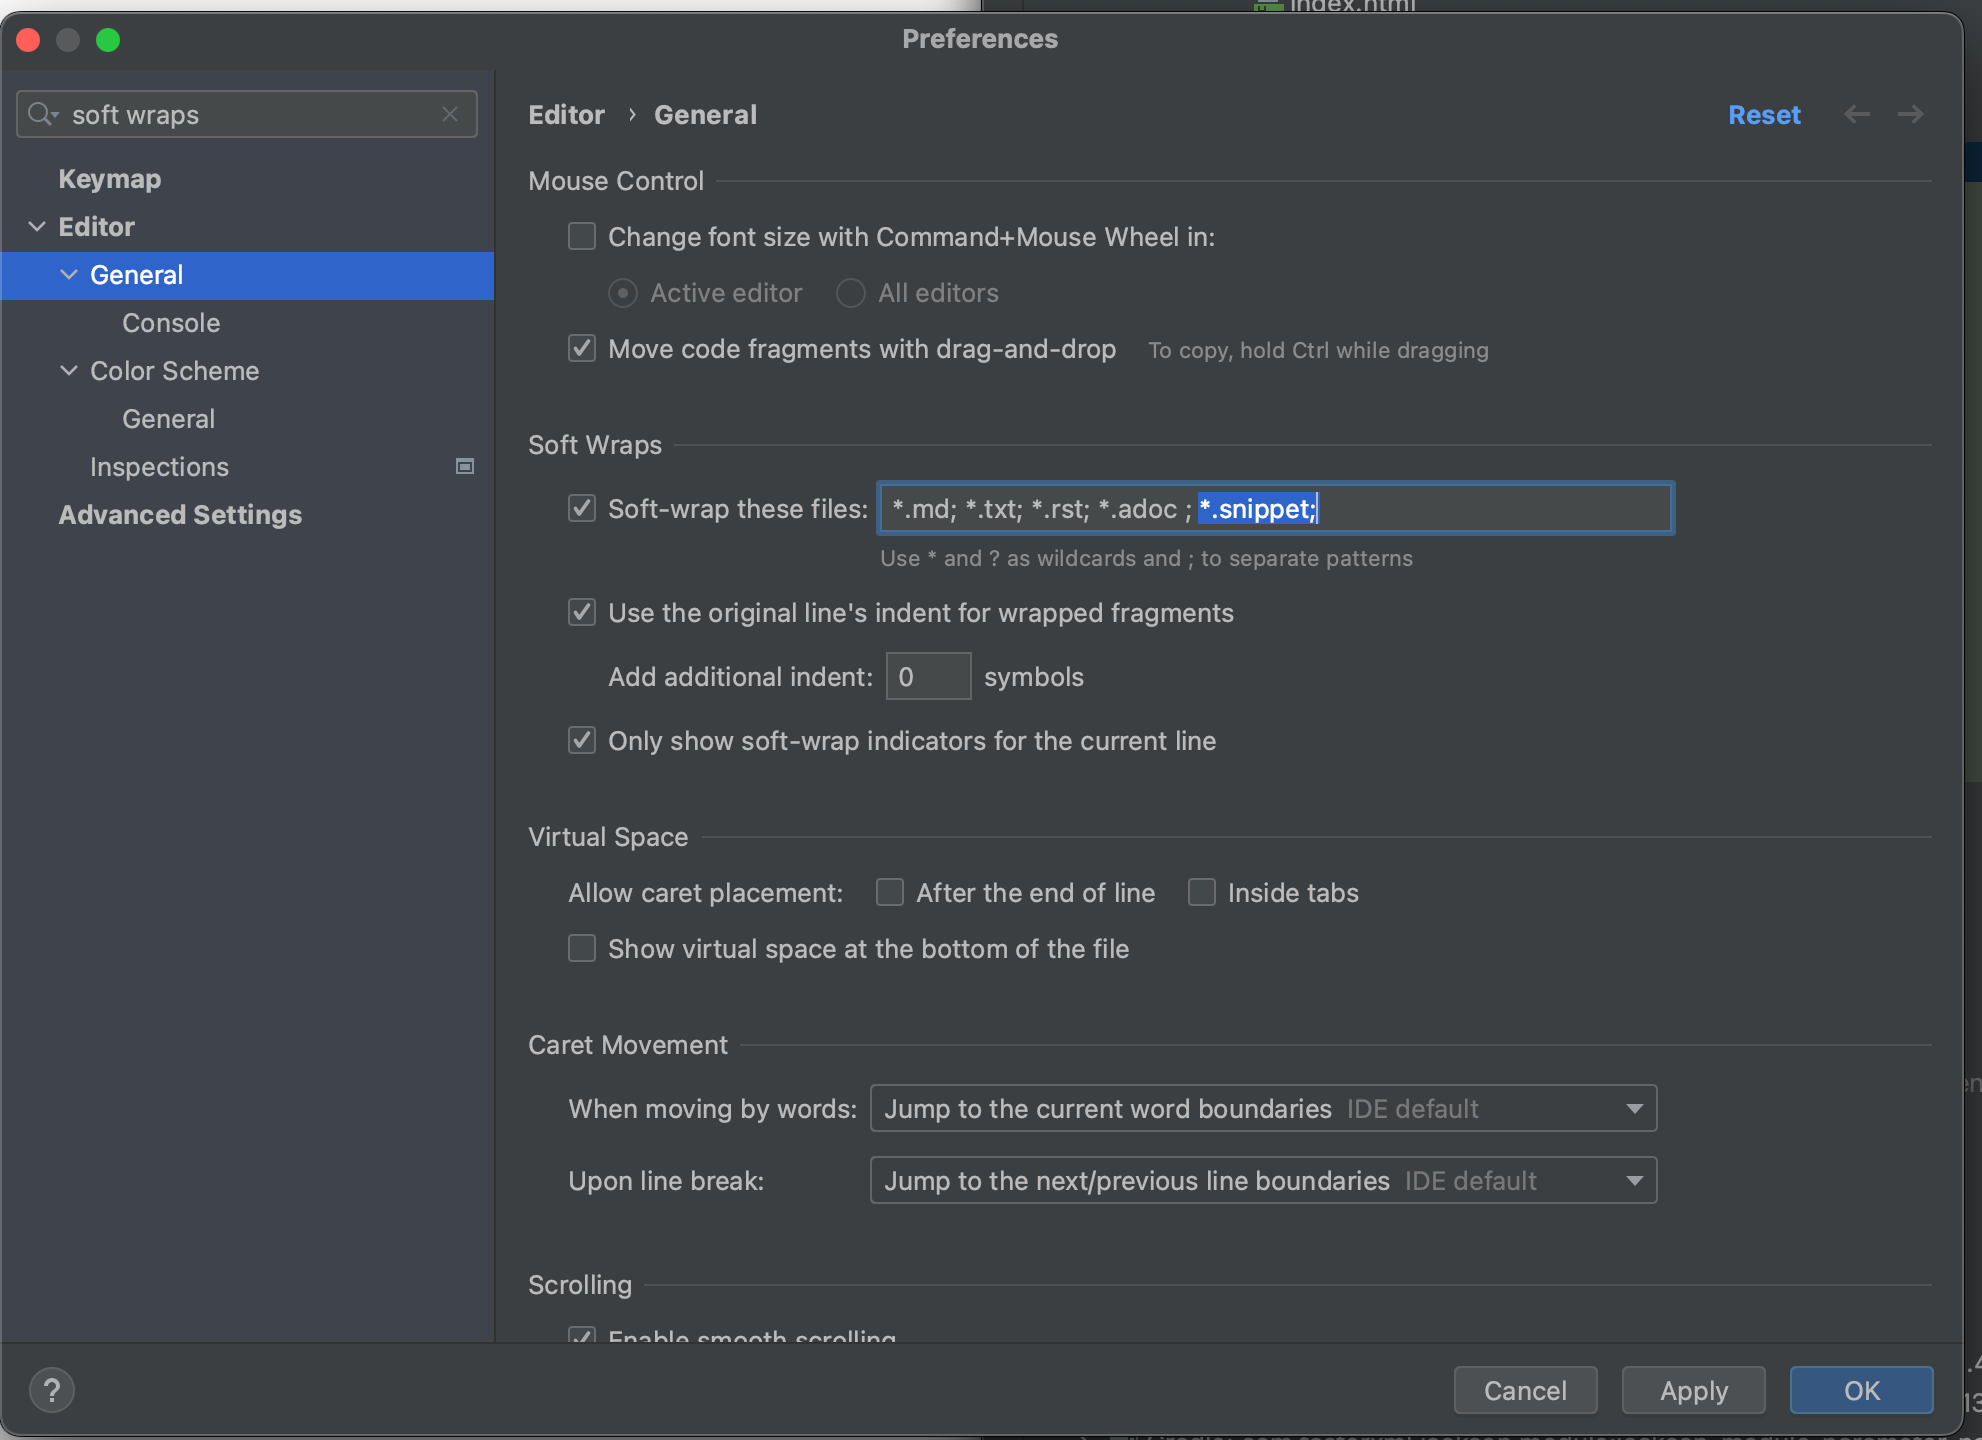 index.html
Preferences
soft wraps
Keymap
Editor
General
Console
Color Scheme
General
Inspections
Advanced Settings
Editor › General
Reset
Mouse Control
Change font size with Command+Mouse Wheel in:
Active editor All editors
Move code fragments with drag-and-drop To copy, hold Ctrl while dragging
Soft Wraps
Soft-wrap these files: *.md; *.txt; *.rst; *.adoc ; *.snippet;
Use * and ? as wildcards and ; to separate patterns
Use the original line's indent for wrapped fragments
Add additional indent: 0 symbols
Only show soft-wrap indicators for the current line
Virtual Space
Allow caret placement: After the end of line Inside tabs
Show virtual space at the bottom of the file
Caret Movement
When moving by words: Jump to the current word boundaries IDE default
Upon line break: Jump to the next/previous line boundaries IDE default
Scrolling
Enable smooth scrolling
? Cancel Apply OK